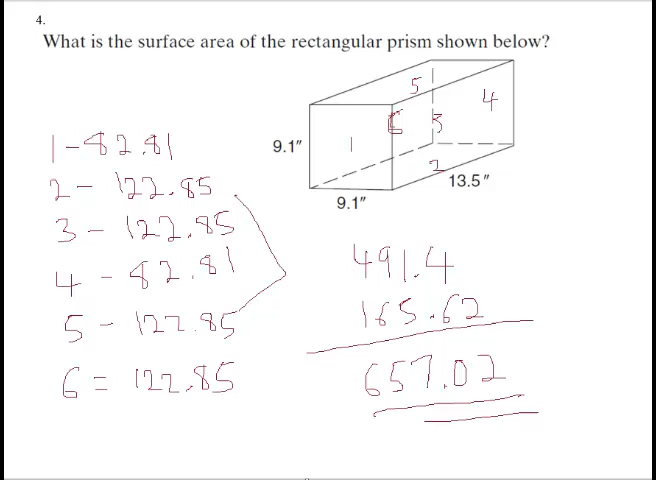 4.
What is the surface area of the rectangular prism shown below?
5
4
6
3
9.1"
1
2
13.5"
9.1"
1 - 82.81
2 - 122.85
3 - 122.85
4 - 82.81
5 - 122.85
6 = 122.85
491.4
165.62
657.02